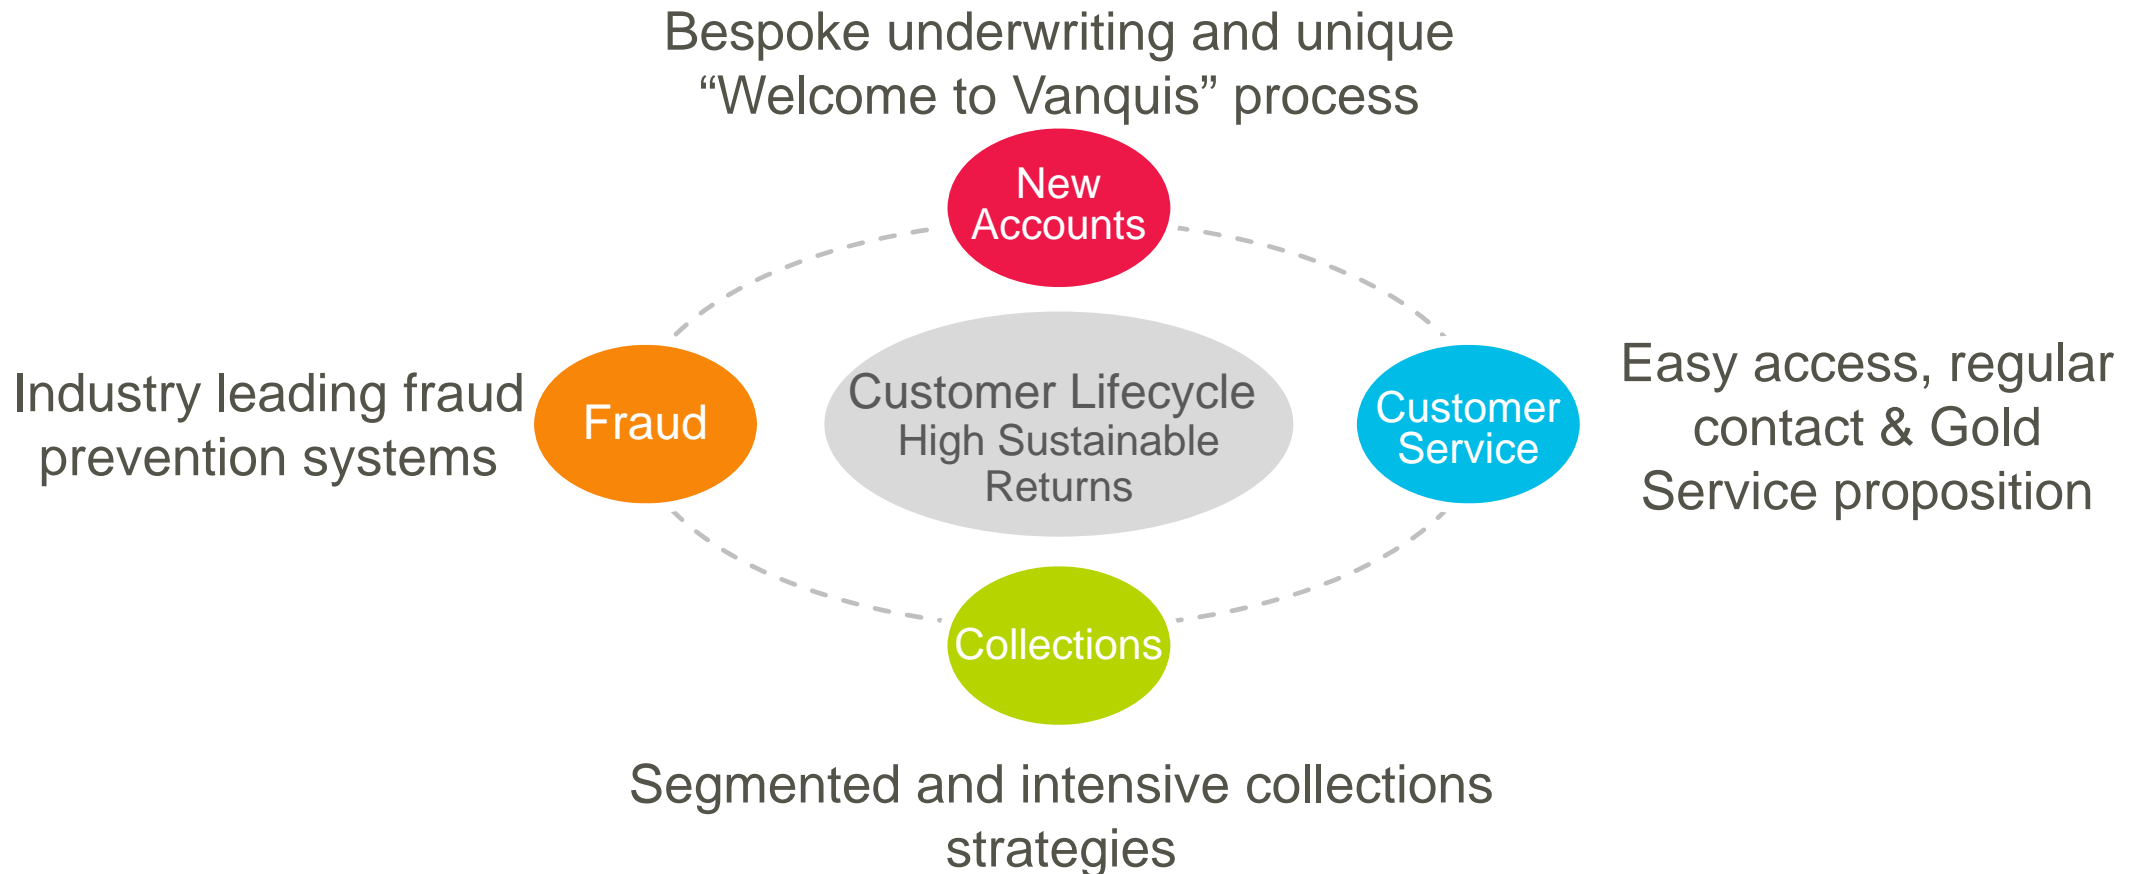 Bespoke underwriting and unique
“Welcome to Vanquis” process
New
Accounts
Industry leading fraud
prevention systems
Fraud
Customer Lifecycle
High Sustainable
Returns
Customer
Service
Easy access, regular
contact & Gold
Service proposition
Collections
Segmented and intensive collections
strategies